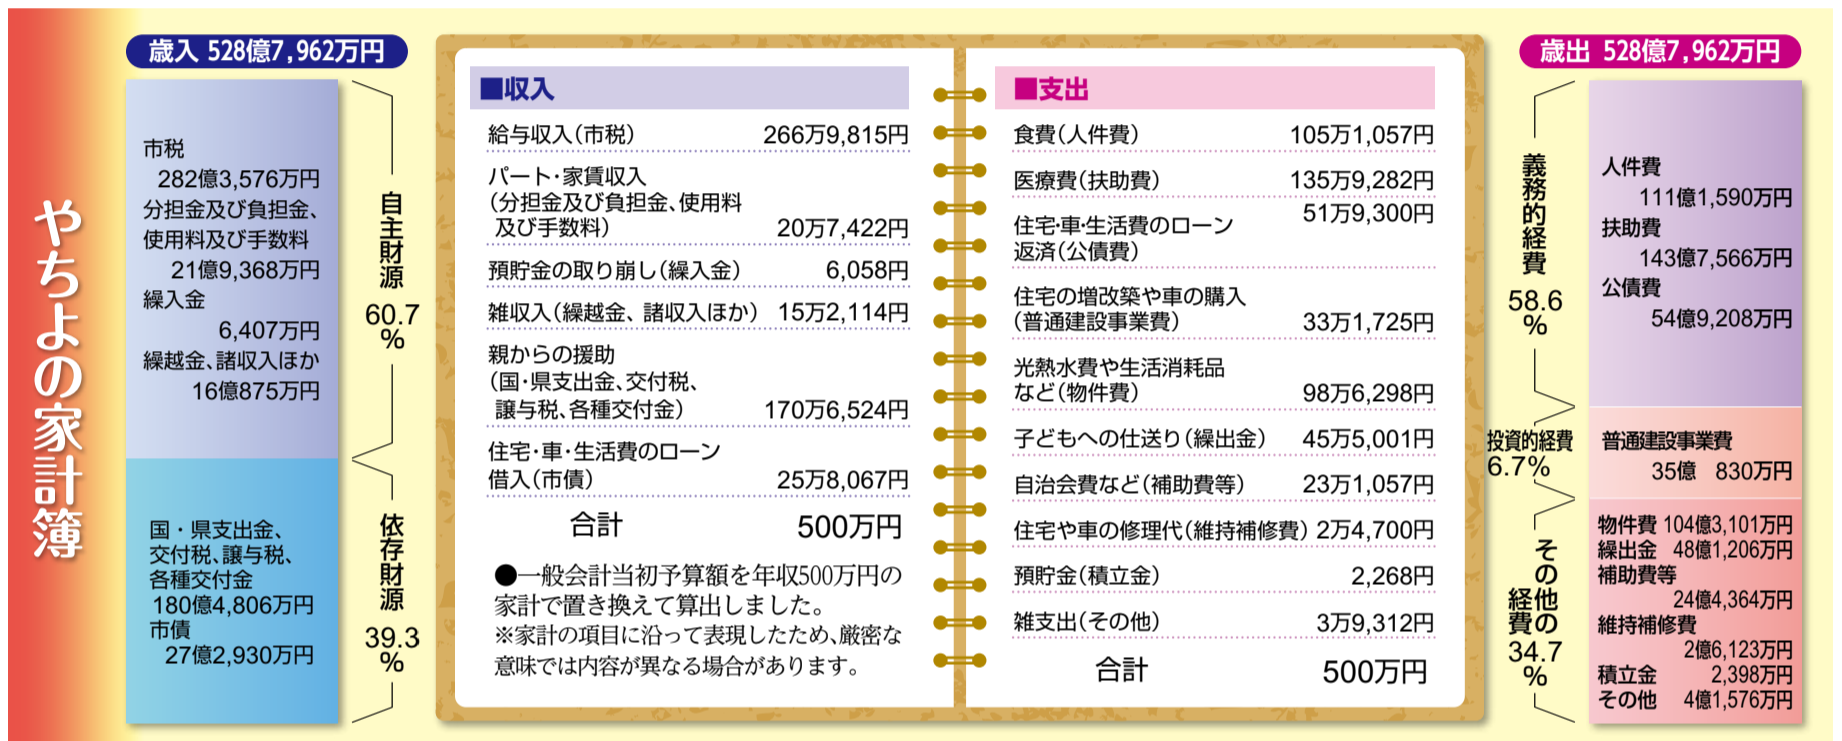 やちよの家計簿
歳入 528億7,962万円
市税
282億3,576万円
分担金及び負担金、
使用料及び手数料
21億9,368万円
繰入金
6,407万円
繰越金、諸収入ほか
16億875万円
国・県支出金、
交付税、譲与税、
各種交付金
180億4,806万円
市債
27億2,930万円
自主財源
60.7
%
依存財源
39.3
%
■収入
給与収入(市税) 266万9,815円
パート・家賃収入
(分担金及び負担金、使用料
及び手数料) 20万7,422円
預貯金の取り崩し(繰入金) 6,058円
雑収入(繰越金、諸収入ほか) 15万2,114円
親からの援助
(国・県支出金、交付税、
譲与税、各種交付金) 170万6,524円
住宅・車・生活費のローン
借入(市債) 25万8,067円
合計 500万円
●一般会計当初予算額を年収500万円の
家計で置き換えて算出しました。
※家計の項目に沿って表現したため、厳密な
意味では内容が異なる場合があります。
■支出
食費(人件費) 105万1,057円
医療費(扶助費) 135万9,282円
住宅・車・生活費のローン 51万9,300円
返済(公債費)
住宅の増改築や車の購入
(普通建設事業費) 33万1,725円
光熱水費や生活消耗品
など(物件費) 98万6,298円
子どもへの仕送り(繰出金) 45万5,001円
自治会費など(補助費等) 23万1,057円
住宅や車の修理代(維持補修費) 2万4,700円
預貯金(積立金) 2,268円
雑支出(その他) 3万9,312円
合計 500万円
歳出 528億7,962万円
義務的経費
58.6
%
投資的経費
6.7%
その他の
経費
34.7
%
人件費
111億1,590万円
扶助費
143億7,566万円
公債費
54億9,208万円
普通建設事業費
35億 830万円
物件費 104億3,101万円
繰出金 48億1,206万円
補助費等
24億4,364万円
維持補修費
2億6,123万円
積立金 2,398万円
その他 4億1,576万円